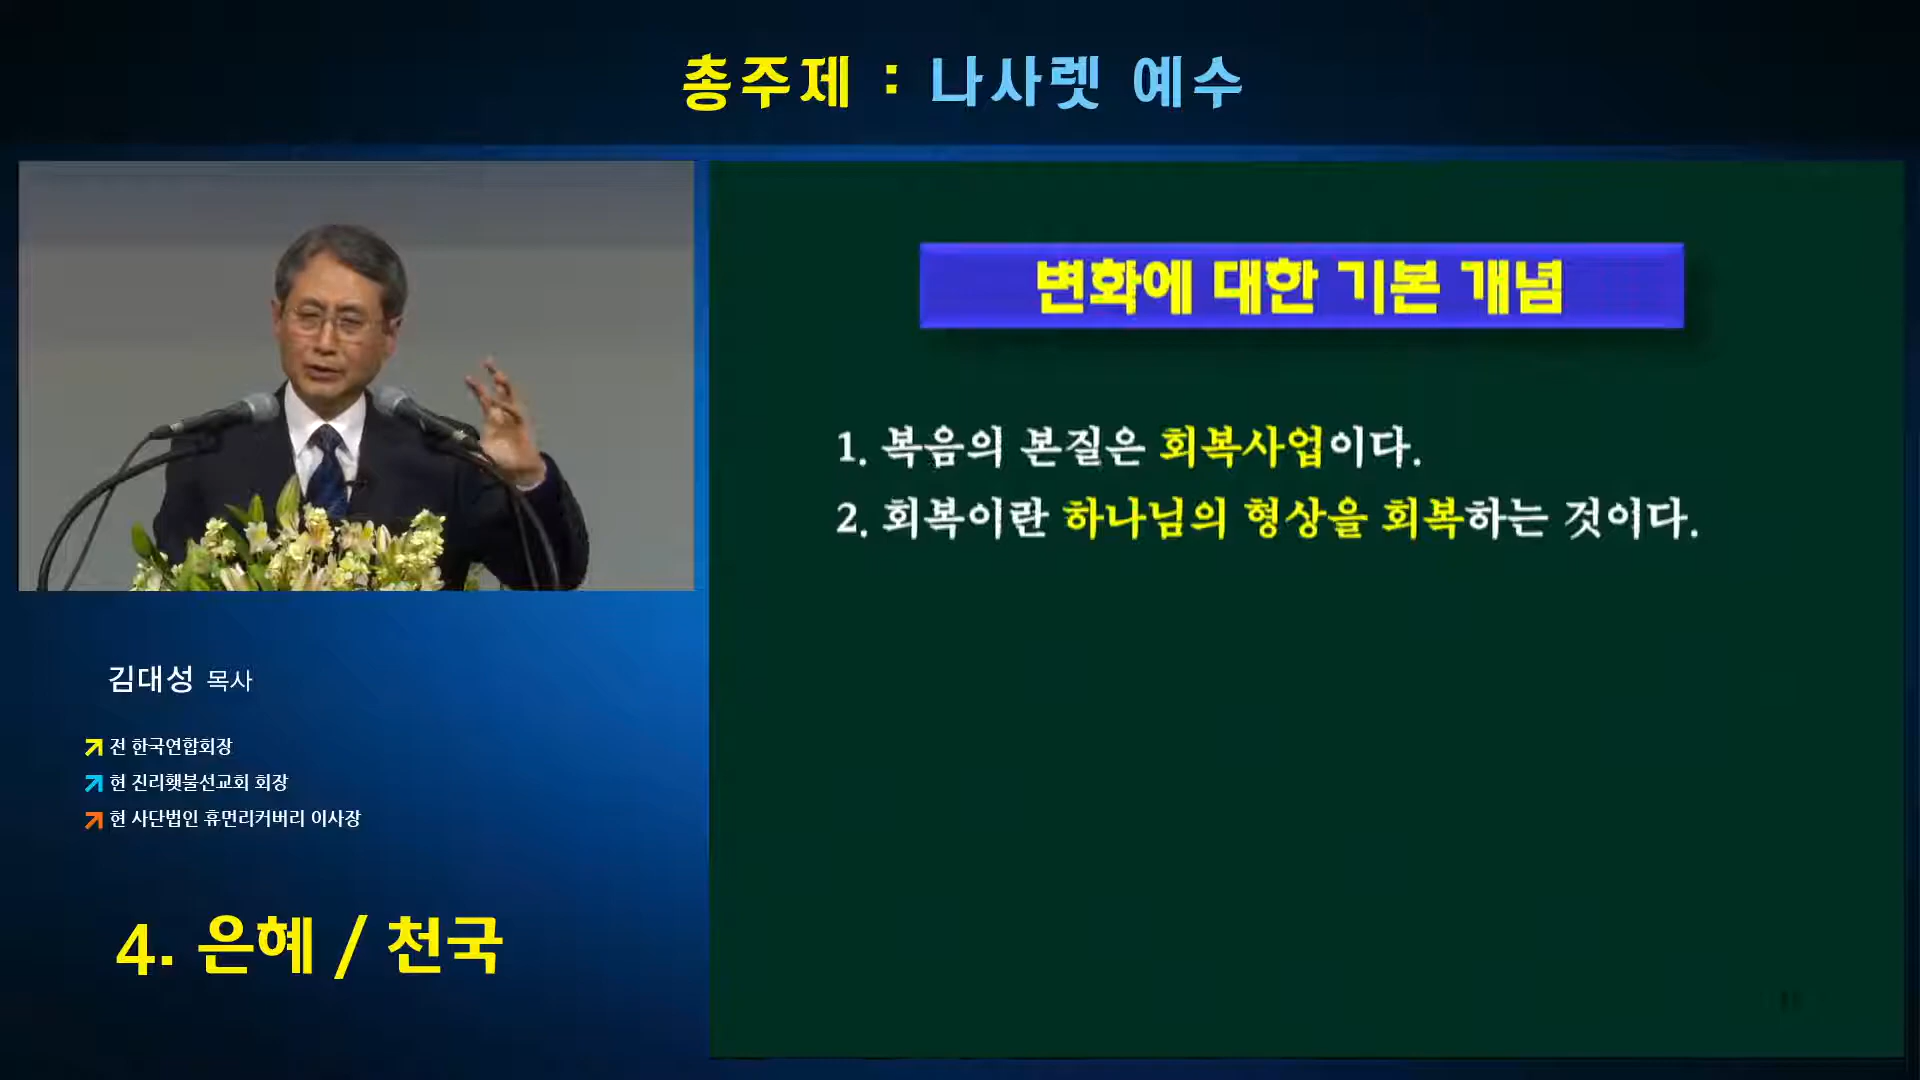 총주제 : 나사렛 예수
변화에 대한 기본 개념
1. 복음의 본질은 회복사업이다.
2. 회복이란 하나님의 형상을 회복하는 것이다.
김대성 목사
전 한국연합회장
현 진리횃불선교회 회장
현 사단법인 휴먼리커버리 이사장
4. 은혜 / 천국